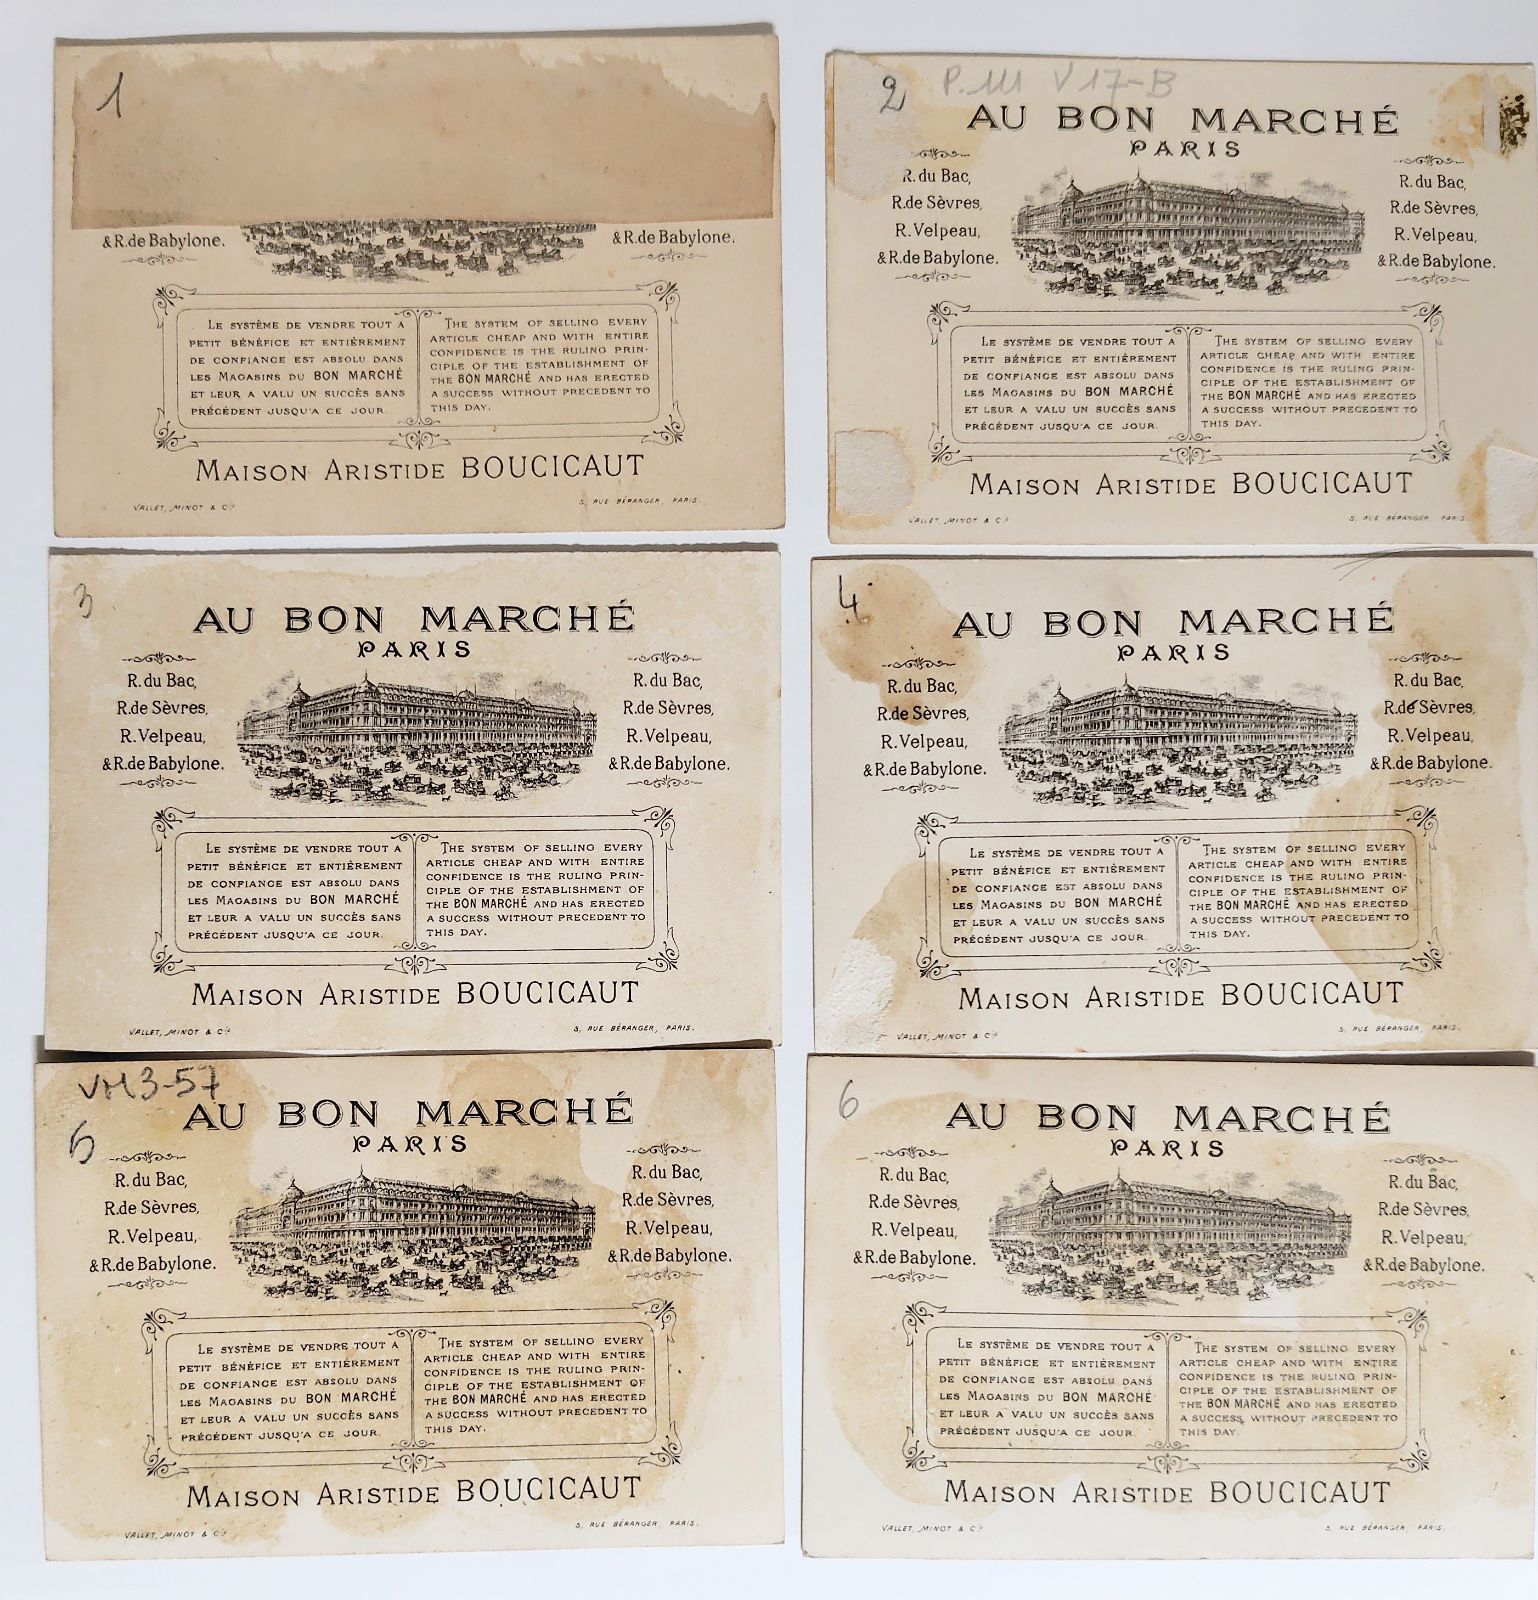 1
& R. de Babylone.
& R. de Babylone.
LE SYSTÈME DE VENDRE TOUT A
PETIT BÉNÉFICE ET ENTIÈREMENT
DE CONFIANCE EST ABSOLU DANS
LES MAGASINS DU BON MARCHÉ
ET LEUR A VALU UN SUCCÈS SANS
PRÉCÉDENT JUSQU'A CE JOUR.
THE SYSTEM OF SELLING EVERY
ARTICLE CHEAP AND WITH ENTIRE
CONFIDENCE IS THE RULING PRIN-
CIPLE OF THE ESTABLISHMENT OF
THE BON MARCHÉ AND HAS ERECTED
A SUCCESS WITHOUT PRECEDENT TO
THIS DAY.
MAISON ARISTIDE BOUCICAUT
VALLET, MINOT & Cie
5, RUE BÉRANGER, PARIS.
2 P.111 V17-B
AU BON MARCHÉ
PARIS
R. du Bac,
R. de Sèvres,
R. Velpeau,
& R. de Babylone.
R. du Bac,
R. de Sèvres,
R. Velpeau,
& R. de Babylone.
LE SYSTÈME DE VENDRE TOUT A
PETIT BÉNÉFICE ET ENTIÈREMENT
DE CONFIANCE EST ABSOLU DANS
LES MAGASINS DU BON MARCHÉ
ET LEUR A VALU UN SUCCÈS SANS
PRÉCÉDENT JUSQU'A CE JOUR.
THE SYSTEM OF SELLING EVERY
ARTICLE CHEAP AND WITH ENTIRE
CONFIDENCE IS THE RULING PRIN-
CIPLE OF THE ESTABLISHMENT OF
THE BON MARCHÉ AND HAS ERECTED
A SUCCESS WITHOUT PRECEDENT TO
THIS DAY.
MAISON ARISTIDE BOUCICAUT
VALLET, MINOT & Cie
5, RUE BÉRANGER, PARIS.
3
AU BON MARCHÉ
PARIS
R. du Bac,
R. de Sèvres,
R. Velpeau,
& R. de Babylone.
R. du Bac,
R. de Sèvres,
R. Velpeau,
& R. de Babylone.
LE SYSTÈME DE VENDRE TOUT A
PETIT BÉNÉFICE ET ENTIÈREMENT
DE CONFIANCE EST ABSOLU DANS
LES MAGASINS DU BON MARCHÉ
ET LEUR A VALU UN SUCCÈS SANS
PRÉCÉDENT JUSQU'A CE JOUR.
THE SYSTEM OF SELLING EVERY
ARTICLE CHEAP AND WITH ENTIRE
CONFIDENCE IS THE RULING PRIN-
CIPLE OF THE ESTABLISHMENT OF
THE BON MARCHÉ AND HAS ERECTED
A SUCCESS WITHOUT PRECEDENT TO
THIS DAY.
MAISON ARISTIDE BOUCICAUT
VALLET, MINOT & Cie
5, RUE BÉRANGER, PARIS.
4
AU BON MARCHÉ
PARIS
R. du Bac,
R. de Sèvres,
R. Velpeau,
& R. de Babylone.
R. du Bac,
R. de Sèvres,
R. Velpeau,
& R. de Babylone.
LE SYSTÈME DE VENDRE TOUT A
PETIT BÉNÉFICE ET ENTIÈREMENT
DE CONFIANCE EST ABSOLU DANS
LES MAGASINS DU BON MARCHÉ
ET LEUR A VALU UN SUCCÈS SANS
PRÉCÉDENT JUSQU'A CE JOUR.
THE SYSTEM OF SELLING EVERY
ARTICLE CHEAP AND WITH ENTIRE
CONFIDENCE IS THE RULING PRIN-
CIPLE OF THE ESTABLISHMENT OF
THE BON MARCHÉ AND HAS ERECTED
A SUCCESS WITHOUT PRECEDENT TO
THIS DAY.
MAISON ARISTIDE BOUCICAUT
VALLET, MINOT & Cie
5, RUE BÉRANGER, PARIS.
VH3-57
5
AU BON MARCHÉ
PARIS
R. du Bac,
R. de Sèvres,
R. Velpeau,
& R. de Babylone.
R. du Bac,
R. de Sèvres,
R. Velpeau,
& R. de Babylone.
LE SYSTÈME DE VENDRE TOUT A
PETIT BÉNÉFICE ET ENTIÈREMENT
DE CONFIANCE EST ABSOLU DANS
LES MAGASINS DU BON MARCHÉ
ET LEUR A VALU UN SUCCÈS SANS
PRÉCÉDENT JUSQU'A CE JOUR.
THE SYSTEM OF SELLING EVERY
ARTICLE CHEAP AND WITH ENTIRE
CONFIDENCE IS THE RULING PRIN-
CIPLE OF THE ESTABLISHMENT OF
THE BON MARCHÉ AND HAS ERECTED
A SUCCESS WITHOUT PRECEDENT TO
THIS DAY.
MAISON ARISTIDE BOUCICAUT
VALLET, MINOT & Cie
5, RUE BÉRANGER, PARIS.
6
AU BON MARCHÉ
PARIS
R. du Bac,
R. de Sèvres,
R. Velpeau,
& R. de Babylone.
R. du Bac,
R. de Sèvres,
R. Velpeau,
& R. de Babylone.
LE SYSTÈME DE VENDRE TOUT A
PETIT BÉNÉFICE ET ENTIÈREMENT
DE CONFIANCE EST ABSOLU DANS
LES MAGASINS DU BON MARCHÉ
ET LEUR A VALU UN SUCCÈS SANS
PRÉCÉDENT JUSQU'A CE JOUR.
THE SYSTEM OF SELLING EVERY
ARTICLE CHEAP AND WITH ENTIRE
CONFIDENCE IS THE RULING PRIN-
CIPLE OF THE ESTABLISHMENT OF
THE BON MARCHÉ AND HAS ERECTED
A SUCCESS WITHOUT PRECEDENT TO
THIS DAY.
MAISON ARISTIDE BOUCICAUT
VALLET, MINOT & Cie
5, RUE BÉRANGER, PARIS.